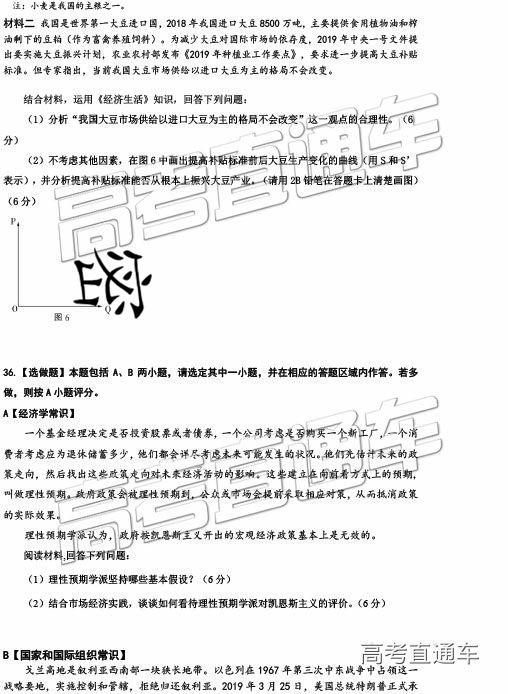 注：小麦是我国的主粮之一。
材料二 我国是世界第一大豆进口国，2018年我国进口大豆8500万吨，主要提供食用植物油和榨
油剩下的豆粕（作为畜禽养殖饲料）。为减少大豆对国际市场的依存度，2019年中央一号文件提
出要实施大豆振兴计划，农业农村部发布《2019年种植业工作要点》，要求进一步提高大豆补贴
标准。但专家指出，当前我国大豆市场供给以进口大豆为主的格局不会改变。
结合材料，运用《经济生活》知识，回答下列问题：
（1）分析“我国大豆市场供给以进口大豆为主的格局不会改变”这一观点的合理性。（6
分）
（2）不考虑其他因素，在图6中画出提高补贴标准前后大豆生产变化的曲线（用S和S’
表示），并分析提高补贴标准能否从根本上振兴大豆产业。（请用2B铅笔在答题卡上清楚画图）
（6分）
P
O
Q
图6
密
36.【选做题】本题包括 A、B 两小题，请选定其中一小题，并在相应的答题区域内作答。若多
做，则按A小题评分。
A【经济学常识】
一个基金经理决定是否投资股票或者债券，一个公司考虑是否购买一个新工厂，一个消
费者考虑应为退休储蓄多少，他们都会详尽考虑未来可能发生的状况。他们先估计未来的政
策走向，然后找出这些政策走向对未来经济活动的影响。这些建立在向前看方式上的预期，
叫做理性预期。政府政策会被理性预期到，公众或市场会提前采取相应对策，从而抵消政策
的实际效果。
理性预期学派认为，政府按凯恩斯主义开出的宏观经济政策基本上是无效的。
阅读材料，回答下列问题：
（1）理性预期学派坚持哪些基本假设？（6分）
（2）结合市场经济实践，谈谈如何看待理性预期学派对凯恩斯主义的评价。（6分）
B【国家和国际组织常识】
戈兰高地是叙利亚西南部一块狭长地带。以色列在1967年第三次中东战争中占领这一
战略要地，实施控制和管辖，拒绝归还叙利亚。2019年3月25日，美国总统特朗普正式承
高考直通车
高考直通车
高考直通车